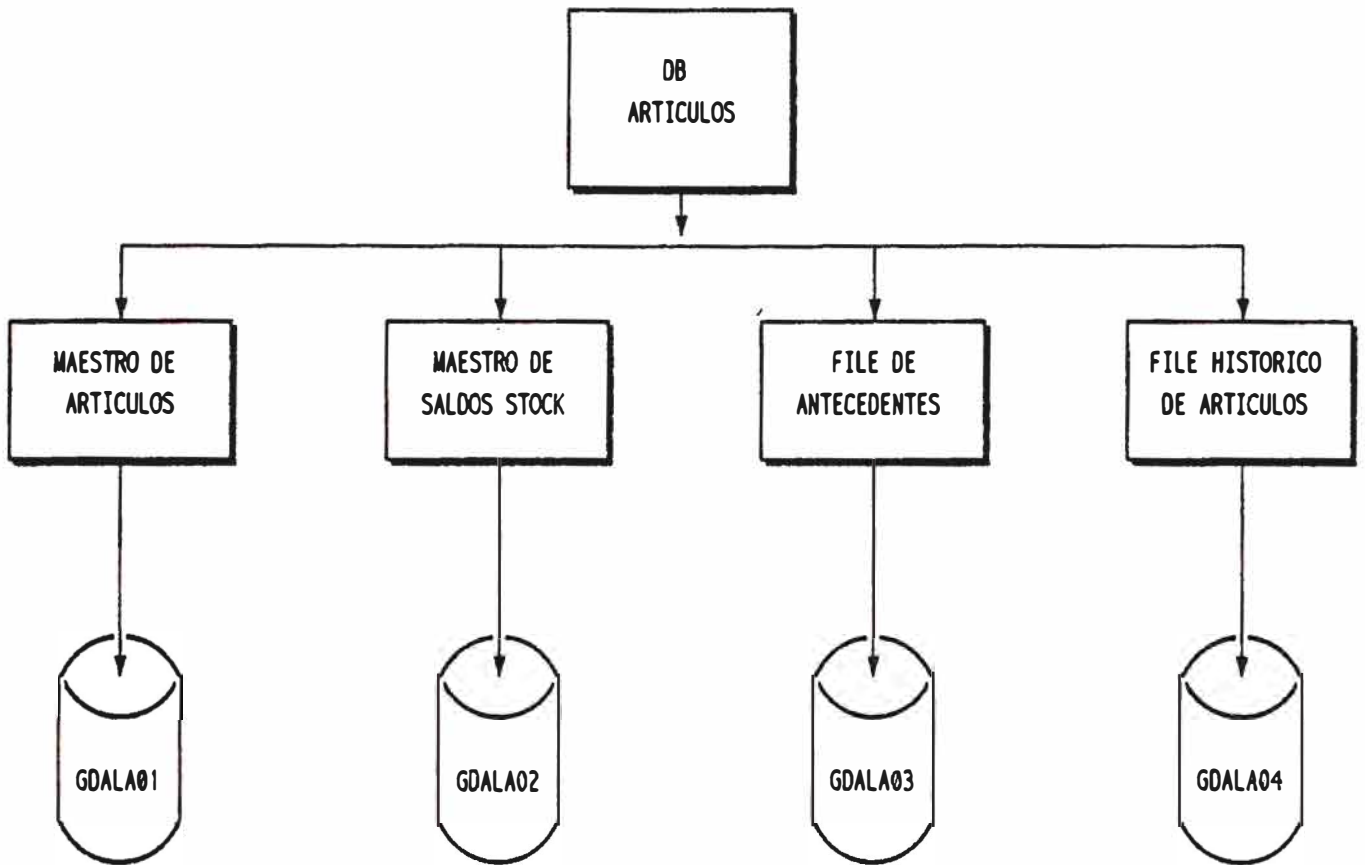 DB
ARTICULOS
MAESTRO DE
ARTICULOS
MAESTRO DE
SALDOS STOCK
FILE DE
ANTECEDENTES
FILE HISTORICO
DE ARTICULOS
GDALA01
GDALA02
GDALA03
GDALA04